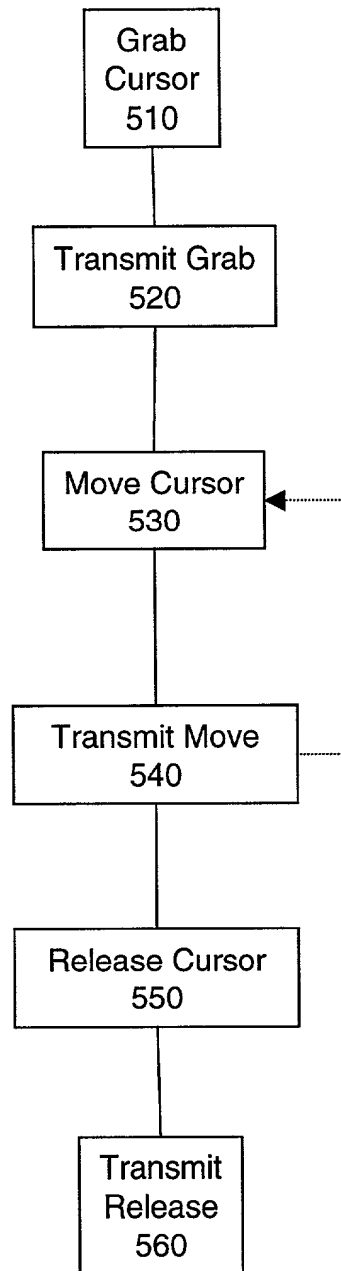 Grab
Cursor
510
Transmit Grab
520
Move Cursor
530
Transmit Move
540
Release Cursor
550
Transmit
Release
560